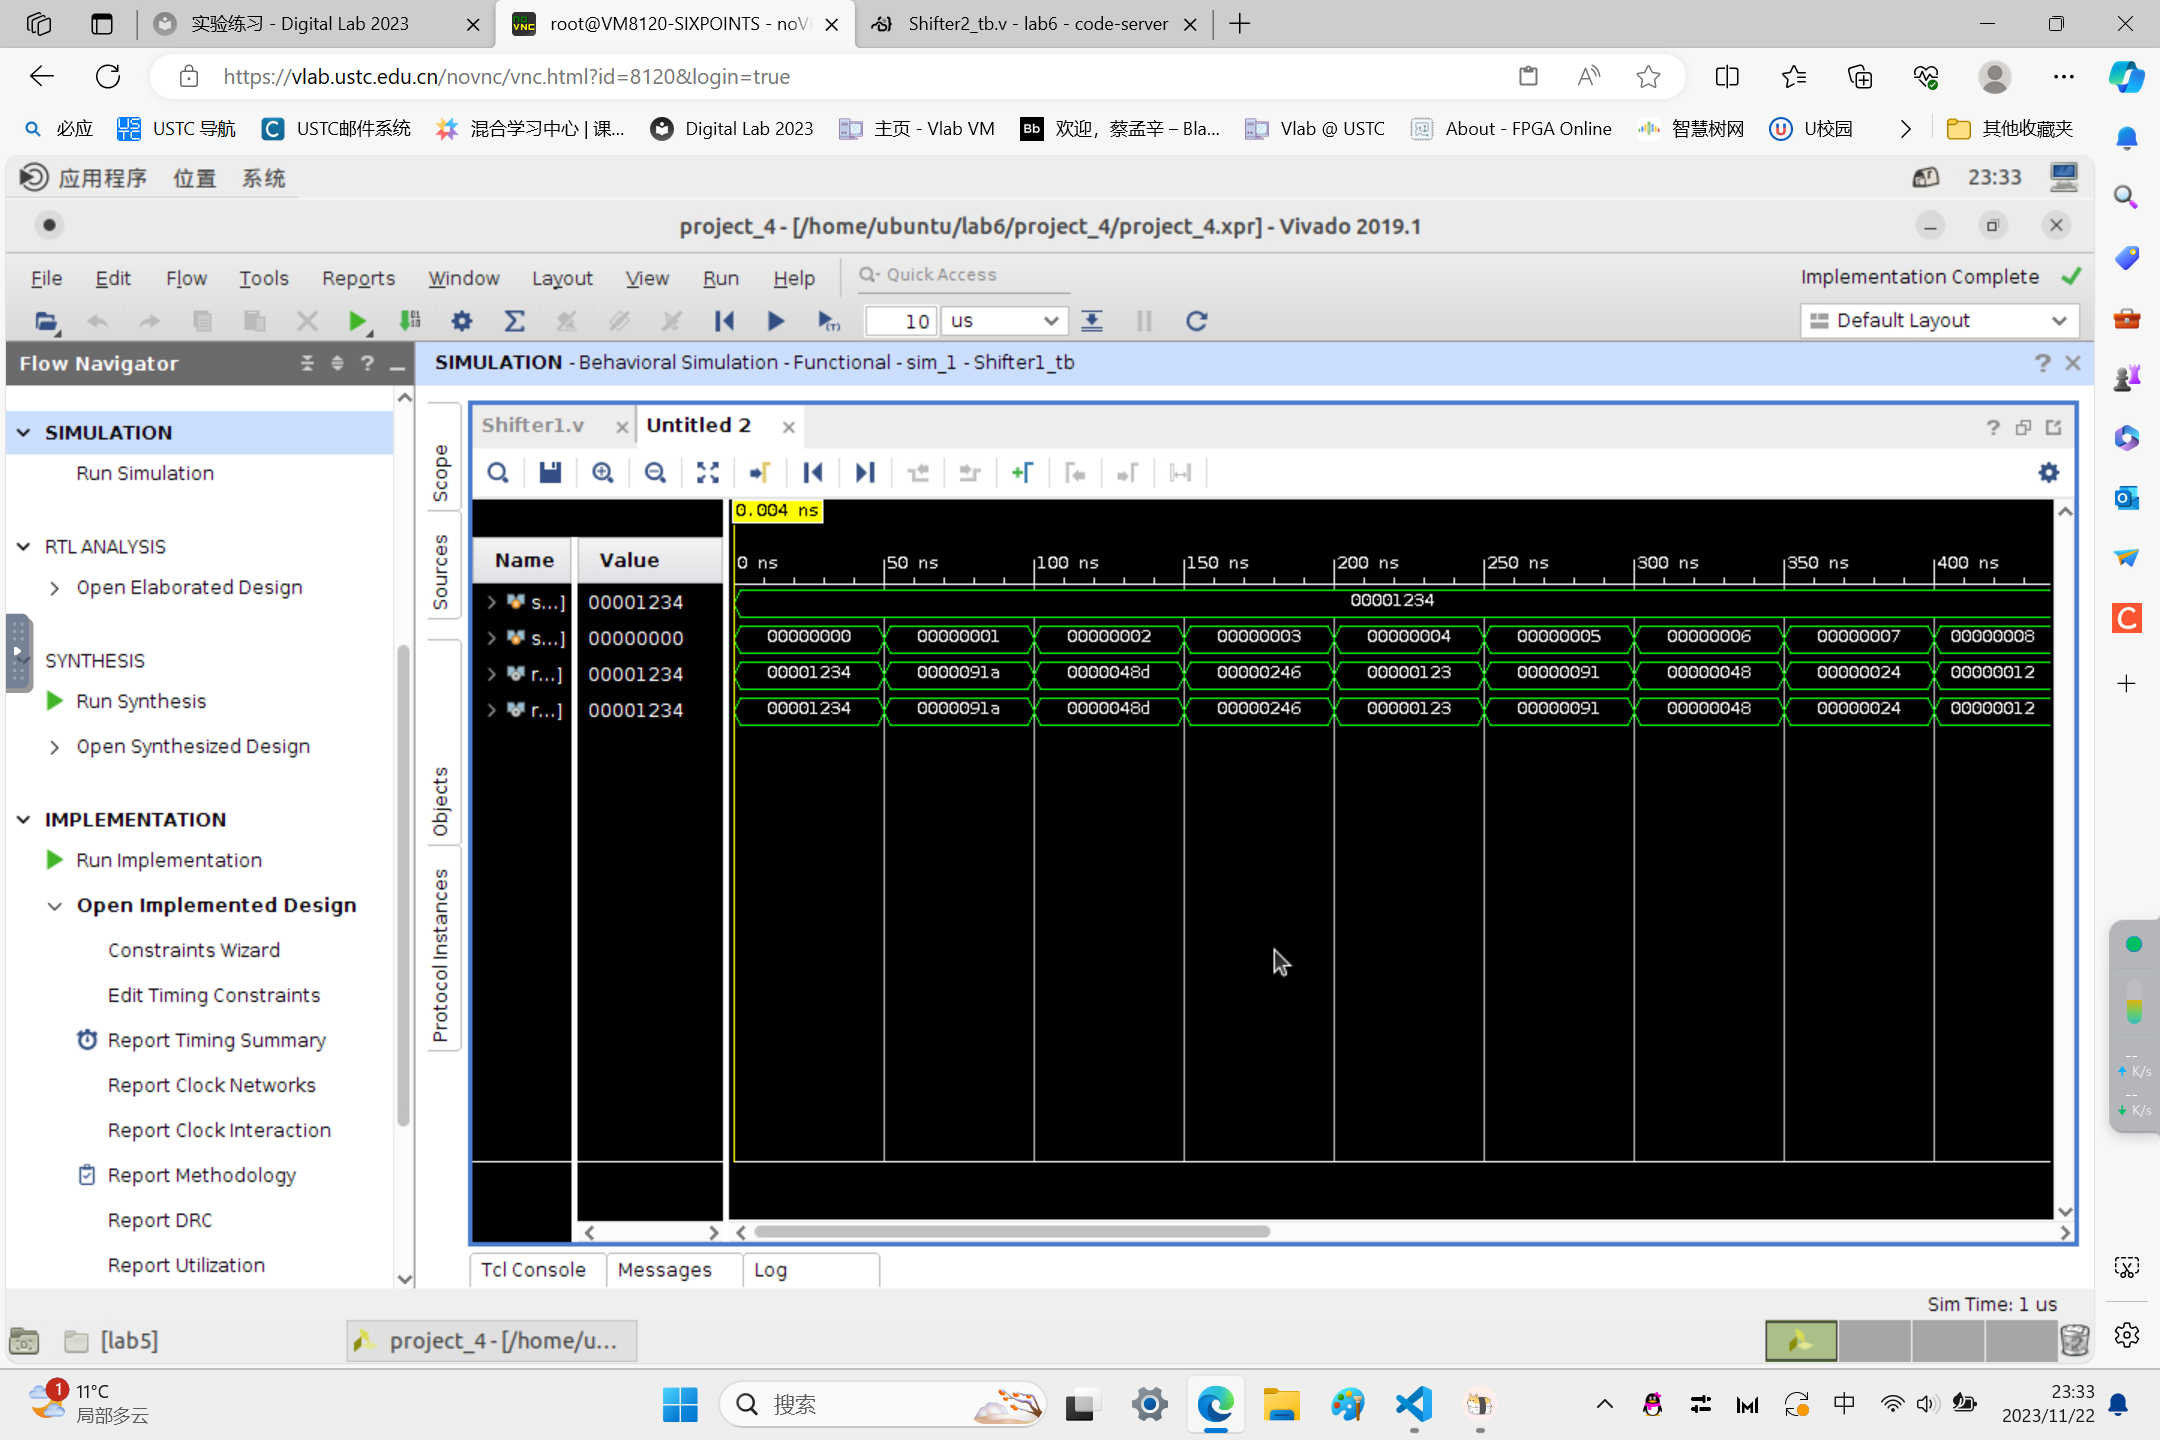 实验练习 - Digital Lab 2023
root@VM8120-SIXPOINTS - noV
Shifter2_tb.v - lab6 - code-server
https://vlab.ustc.edu.cn/novnc/vnc.html?id=8120&login=true
必应 USTC 导航 USTC邮件系统 混合学习中心 | 课... Digital Lab 2023 主页 - Vlab VM 欢迎，蔡孟辛 – Bla... Vlab @ USTC About - FPGA Online 智慧树网 U校园 其他收藏夹
应用程序 位置 系统 23:33
project_4 - [/home/ubuntu/lab6/project_4/project_4.xpr] - Vivado 2019.1
File Edit Flow Tools Reports Window Layout View Run Help Quick Access Implementation Complete
10 us Default Layout
Flow Navigator
SIMULATION - Behavioral Simulation - Functional - sim_1 - Shifter1_tb
SIMULATION
Run Simulation
RTL ANALYSIS
Open Elaborated Design
SYNTHESIS
Run Synthesis
Open Synthesized Design
IMPLEMENTATION
Run Implementation
Open Implemented Design
Constraints Wizard
Edit Timing Constraints
Report Timing Summary
Report Clock Networks
Report Clock Interaction
Report Methodology
Report DRC
Report Utilization
Scope
Sources
Objects
Protocol Instances
Shifter1.v Untitled 2
0.004 ns
Name Value 0 ns 50 ns 100 ns 150 ns 200 ns 250 ns 300 ns 350 ns 400 ns
s...] 00001234 00001234
s...] 00000000 00000000 00000001 00000002 00000003 00000004 00000005 00000006 00000007 00000008
r...] 00001234 00001234 0000091a 0000048d 00000246 00000123 00000091 00000048 00000024 00000012
r...] 00001234 00001234 0000091a 0000048d 00000246 00000123 00000091 00000048 00000024 00000012
Tcl Console Messages Log
Sim Time: 1 us
[lab5] project_4 - [/home/u...
-- K/s
-- K/s
1 11°C
局部多云
搜索
中
23:33
2023/11/22